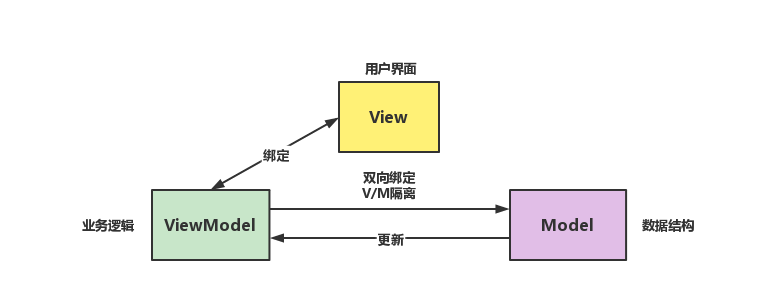 用户界面
View
绑定
双向绑定
V/M隔离
业务逻辑
ViewModel
Model
数据结构
更新